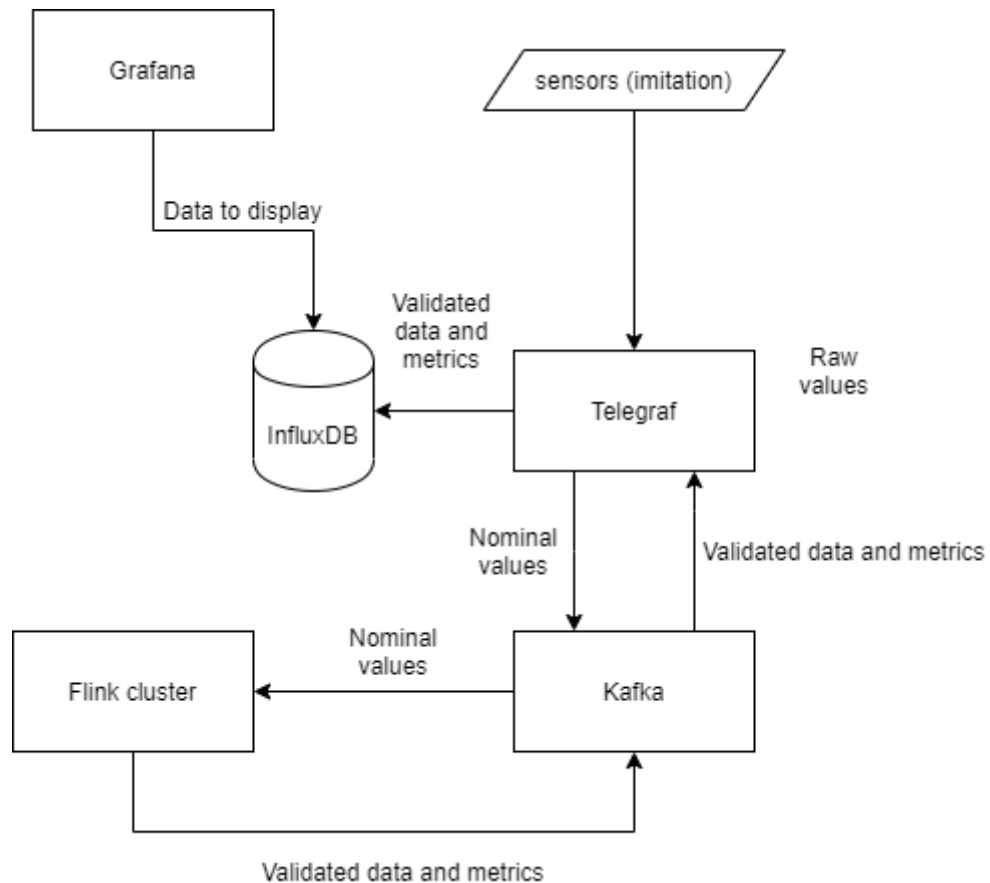 Grafana
sensors (imitation)
Data to display
Validated
data and
metrics
Raw
values
Telegraf
InfluxDB
Nominal
values
Validated data and metrics
Nominal
values
Flink cluster
Kafka
Validated data and metrics